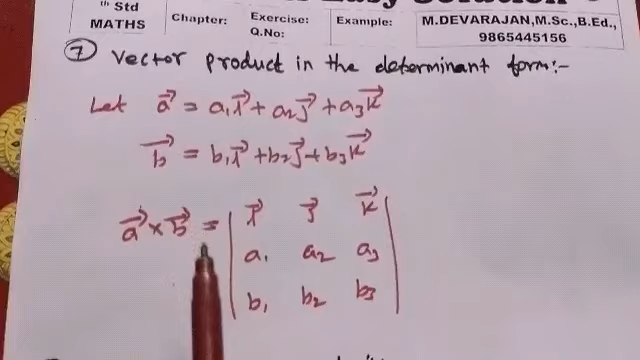 th Std
MATHS
Chapter:
Exercise:
Q.No:
Example:
M.DEVARAJAN,M.Sc.,B.Ed.,
9865445156
⑦ Vector product in the determinant form:-
Let a⃗ = a₁i⃗ + a₂j⃗ + a₃k⃗
b⃗ = b₁i⃗ + b₂j⃗ + b₃k⃗
a⃗ × b⃗ = | i⃗ j⃗ k⃗ |
| a₁ a₂ a₃ |
| b₁ b₂ b₃ |